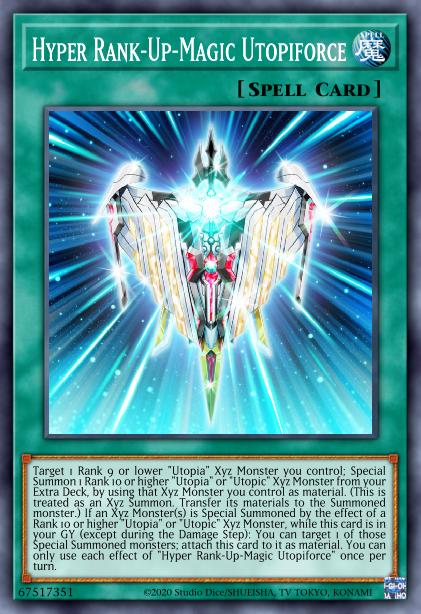 Hyper Rank-Up-Magic Utopiforce
SPELL
魔
[Spell Card]
Target 1 Rank 9 or lower "Utopia" Xyz Monster you control; Special
Summon 1 Rank 10 or higher "Utopia" or "Utopic" Xyz Monster from your
Extra Deck, by using that Xyz Monster you control as material. (This is
treated as an Xyz Summon. Transfer its materials to the Summoned
monster.) If an Xyz Monster(s) is Special Summoned by the effect of a
Rank 10 or higher "Utopia" or "Utopic" Xyz Monster, while this card is in
your GY (except during the Damage Step): You can target 1 of those
Special Summoned monsters; attach this card to it as material. You can
only use each effect of "Hyper Rank-Up-Magic Utopiforce" once per
turn.
67517351
©2020 Studio Dice/SHUEISHA, TV TOKYO, KONAMI